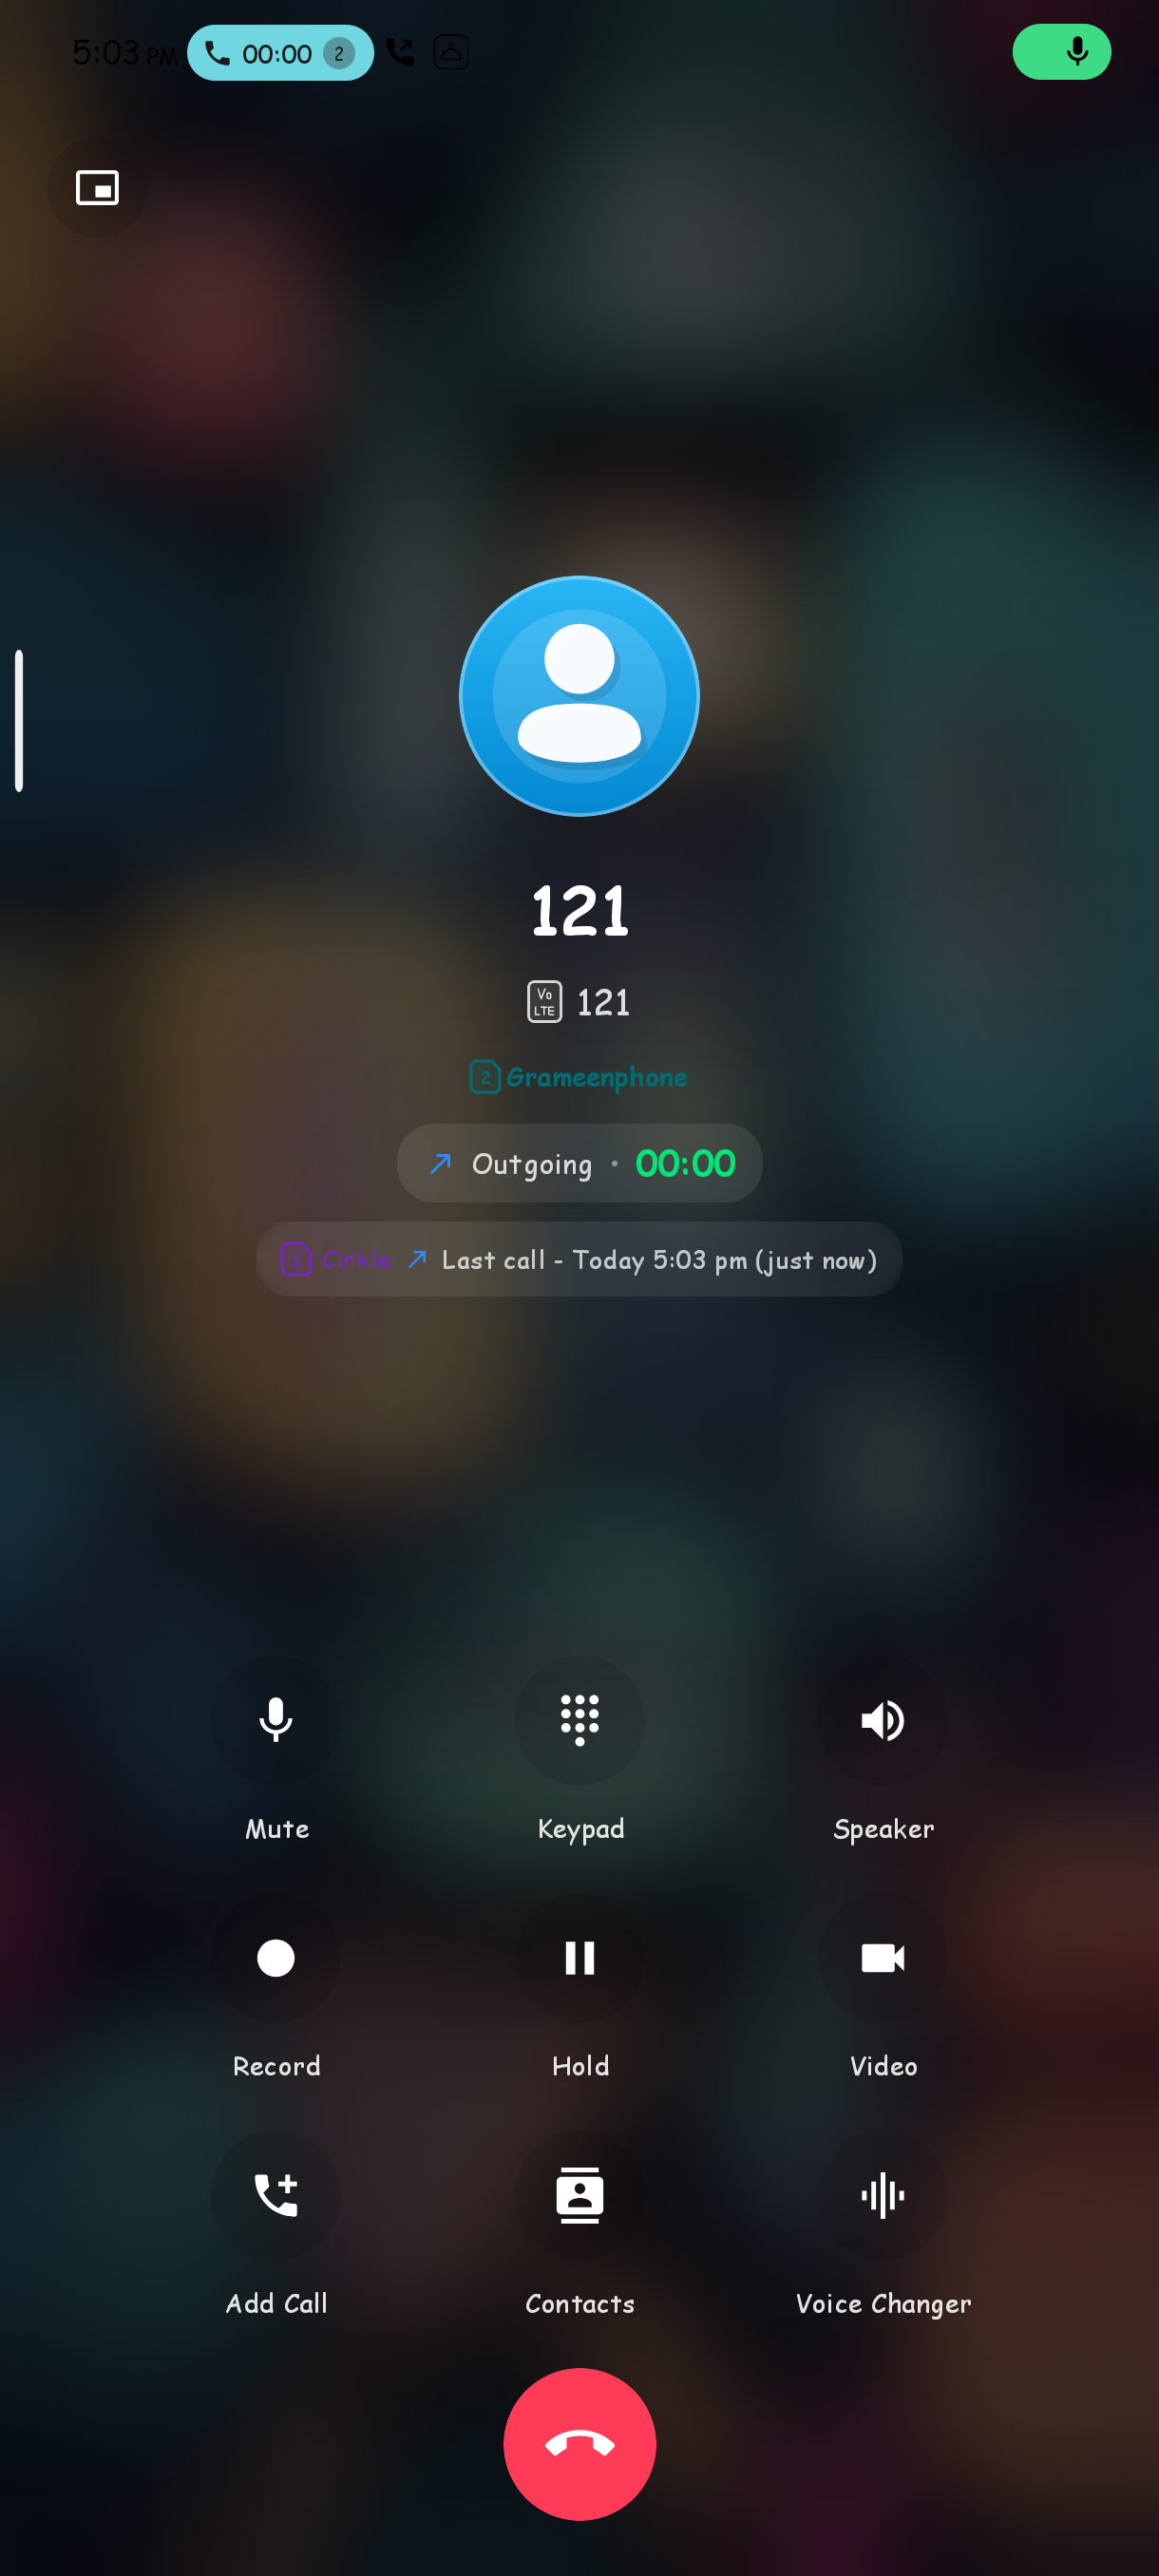 5:03 PM 00:00 2
121
Vo LTE 121
2 Grameenphone
Outgoing • 00:00
1 Cirkle Last call - Today 5:03 pm (just now)
Mute Keypad Speaker
Record Hold Video
Add Call Contacts Voice Changer